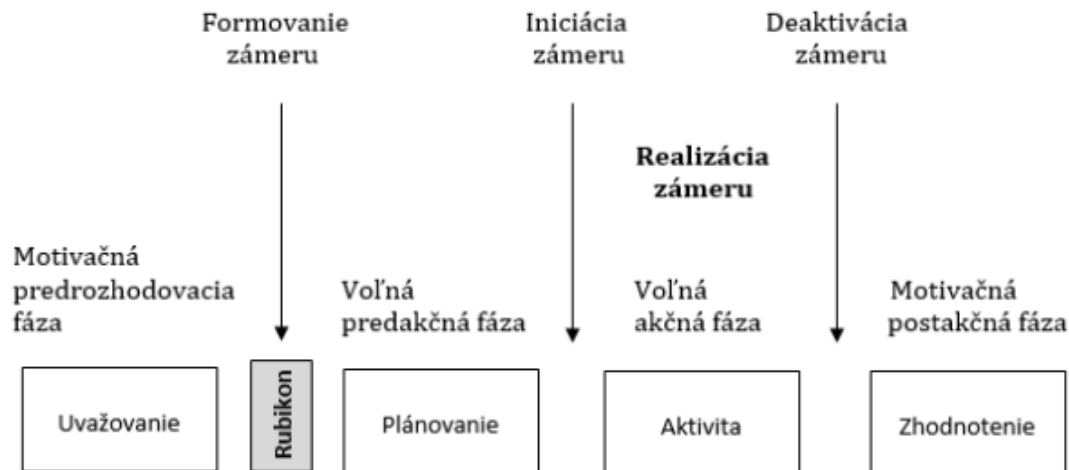 Formovanie
zámeru
Iniciácia
zámeru
Deaktivácia
zámeru
Realizácia
zámeru
Motivačná
predrozhodovacia
fáza
Voľná
predakčná fáza
Voľná
akčná fáza
Motivačná
postakčná fáza
Uvažovanie
Rubikon
Plánovanie
Aktivita
Zhodnotenie